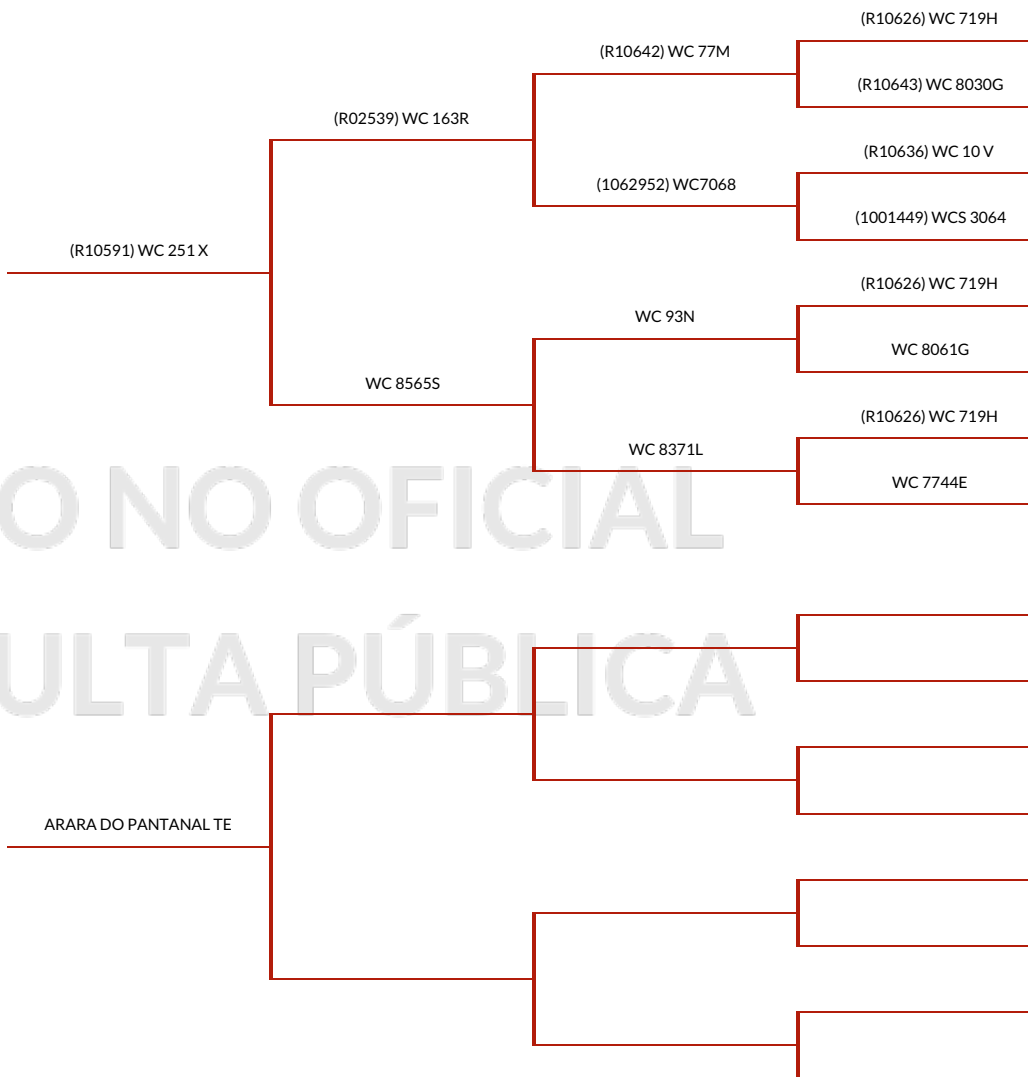 (R10626) WC 719H
(R10642) WC 77M
(R10643) WC 8030G
(R02539) WC 163R
(R10636) WC 10 V
(1062952) WC7068
(1001449) WCS 3064
(R10591) WC 251 X
(R10626) WC 719H
WC 93N
WC 8061G
WC 8565S
(R10626) WC 719H
WC 8371L
WC 7744E
O NO OFICIAL
ULTA PÚBLICA
ARARA DO PANTANAL TE